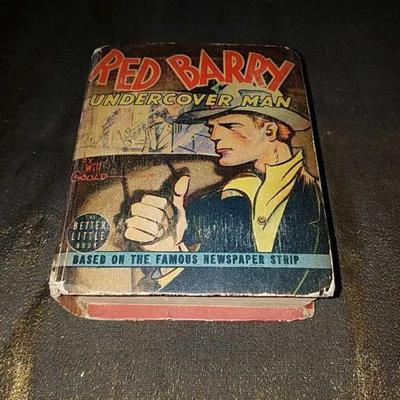 RED BARRY
UNDERCOVER MAN
BY
Will
GOULD
THE
BETTER
LITTLE
BOOK
BASED ON THE FAMOUS NEWSPAPER STRIP